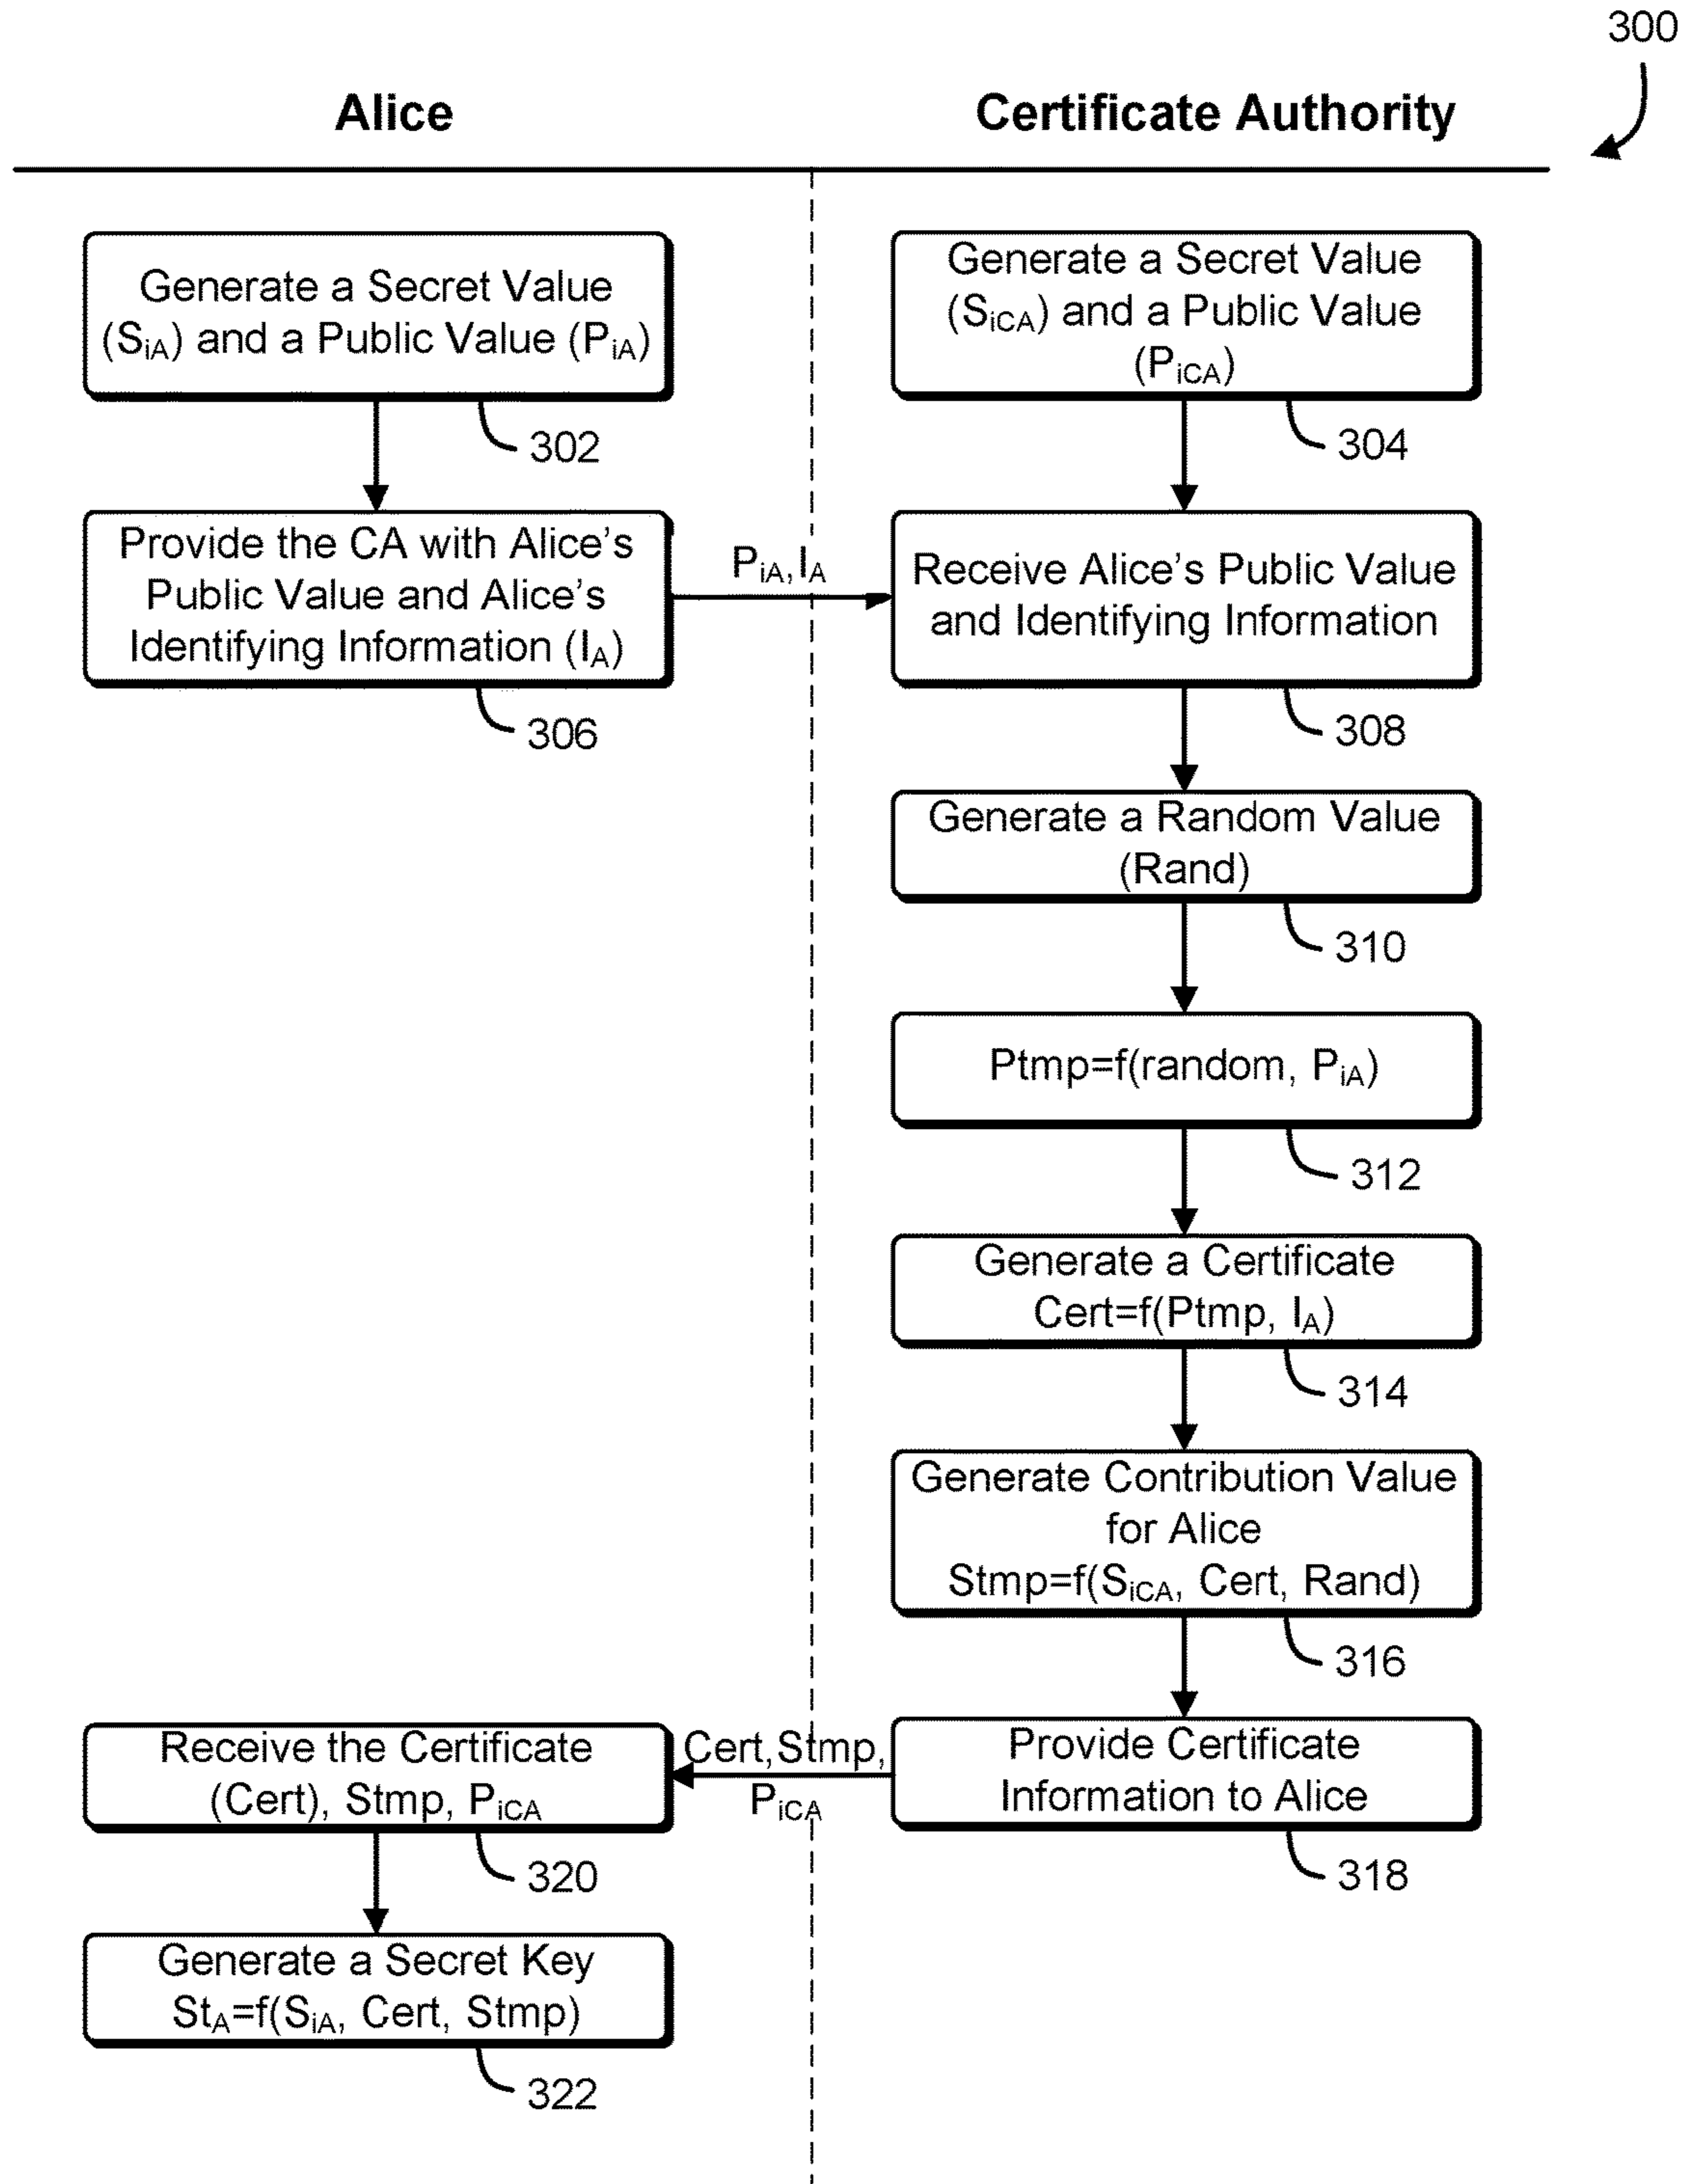 300
Alice
Certificate Authority
Generate a Secret Value
(SiA) and a Public Value (PiA)
302
Generate a Secret Value
(SiCA) and a Public Value
(PiCA)
304
Provide the CA with Alice's
Public Value and Alice's
Identifying Information (IA)
306
PiA,IA
Receive Alice's Public Value
and Identifying Information
308
Generate a Random Value
(Rand)
310
Ptmp=f(random, PiA)
312
Generate a Certificate
Cert=f(Ptmp, IA)
314
Generate Contribution Value
for Alice
Stmp=f(SiCA, Cert, Rand)
316
Provide Certificate
Information to Alice
318
Cert,Stmp,
PiCA
Receive the Certificate
(Cert), Stmp, PiCA
320
Generate a Secret Key
StA=f(SiA, Cert, Stmp)
322